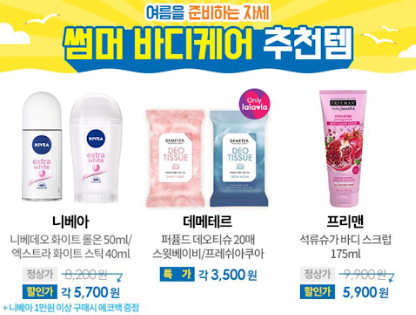 여름을 준비하는 자세
썸머 바디케어 추천템
NIVEA
extra
white
NIVEA
extra
white
DEMETER
DEO
TISSUE
DEMETER
DEO
TISSUE
Only
lalavla
FREEMAN
니베아
니베데오 화이트 롤온 50ml/
엑스트라 화이트 스틱 40ml
정상가 8,200원
할인가 각 5,700원
+ 니베아 1만원 이상 구매시 에코백 증정
데메테르
퍼퓸드 데오티슈 20매
스윗베이비/프레쉬아쿠아
특 가 각 3,500원
프리맨
석류슈가 바디 스크럽
175ml
정상가 9,900원
할인가 5,900원